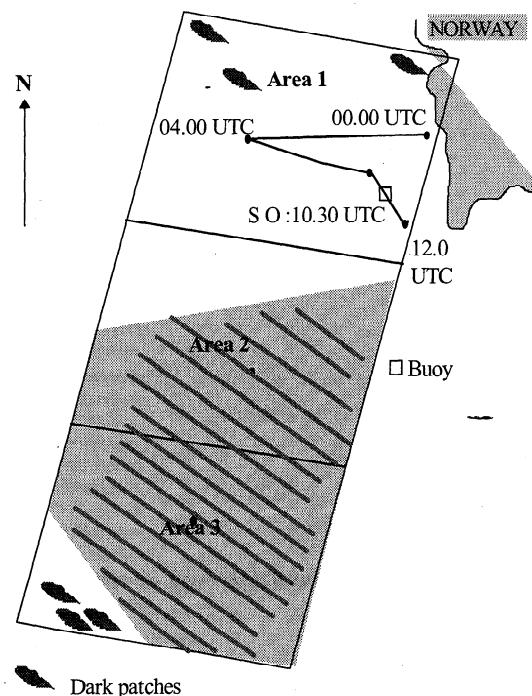 NORWAY
N
Area 1
04.00 UTC
00.00 UTC
S O :10.30 UTC
12.0
UTC
Area 2
Buoy
Area 3
Dark patches